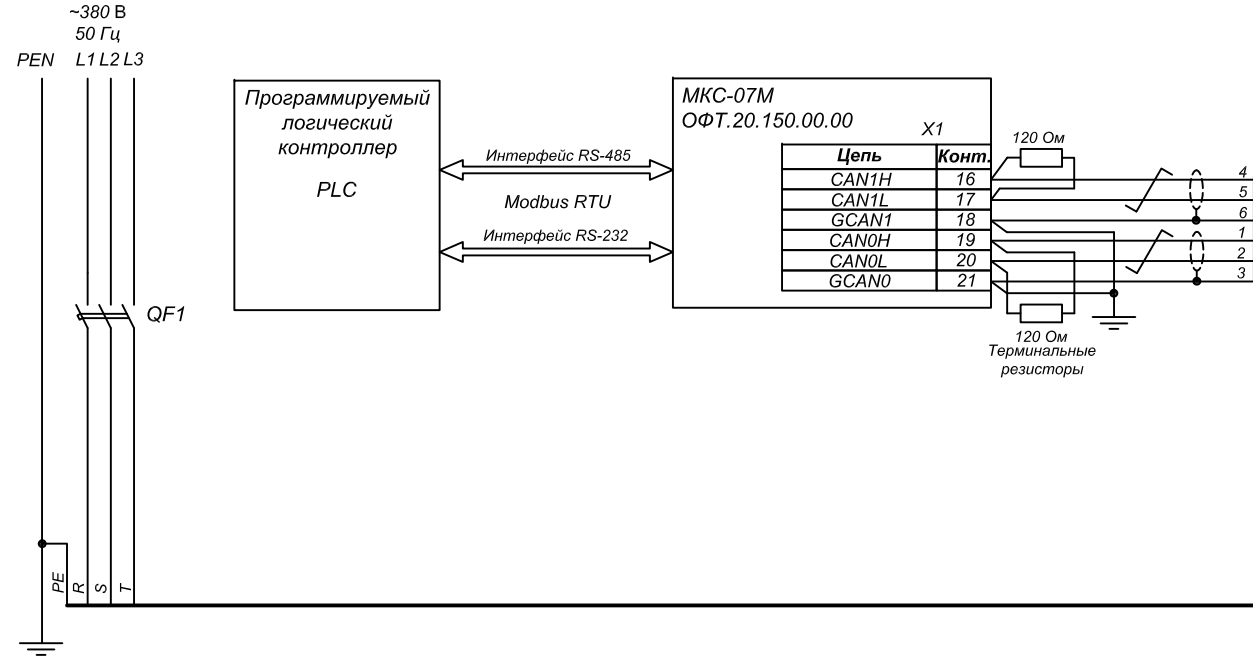 ~380 В
50 Гц
PEN L1 L2 L3
Программируемый
логический
контроллер
PLC
Интерфейс RS-485
Modbus RTU
Интерфейс RS-232
МКС-07М
ОФТ.20.150.00.00
X1
Цепь Конт.
CAN1H 16
CAN1L 17
GCAN1 18
CAN0H 19
CAN0L 20
GCAN0 21
120 Ом
4
5
6
1
2
3
120 Ом
Терминальные
резисторы
QF1
PE
R
S
T